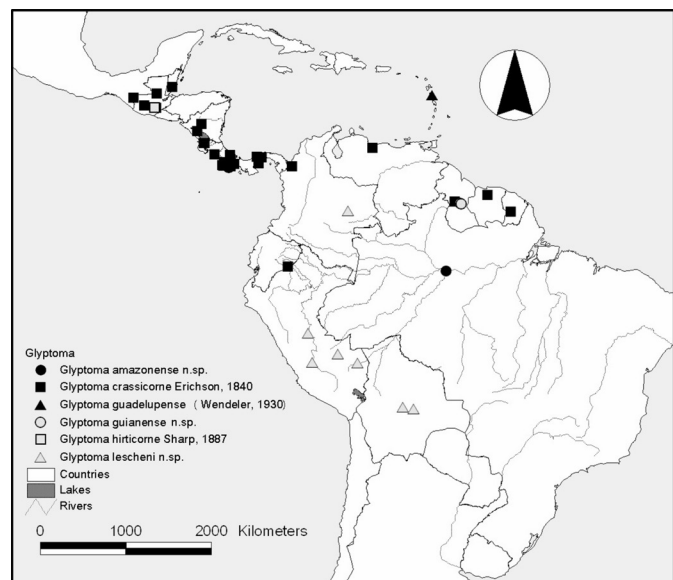 Glyptoma
Glyptoma amazonense n.sp.
Glyptoma crassicorne Erichson, 1840
Glyptoma guadelupense (Wendeler, 1930)
Glyptoma guianense n.sp.
Glyptoma hirticorne Sharp, 1887
Glyptoma lescheni n.sp.
Countries
Lakes
Rivers
0 1000 2000 Kilometers